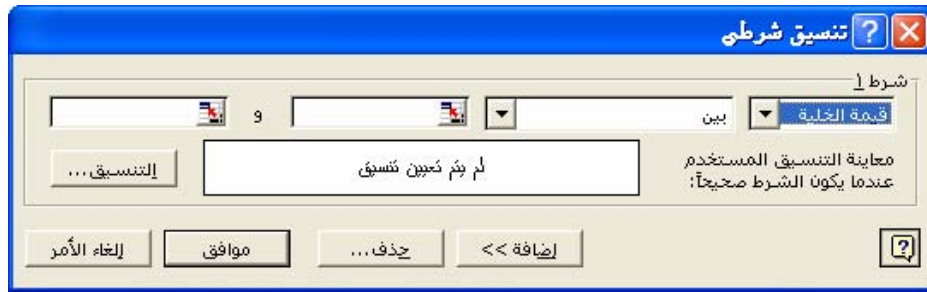 تنسيق شرطي
شرط 1
قيمة الخلية بين و
معاينة التنسيق المستخدم
عندما يكون الشرط صحيحاً:
لم يتم تعيين تنسيق
التنسيق...
إضافة >> حذف... موافق إلغاء الأمر